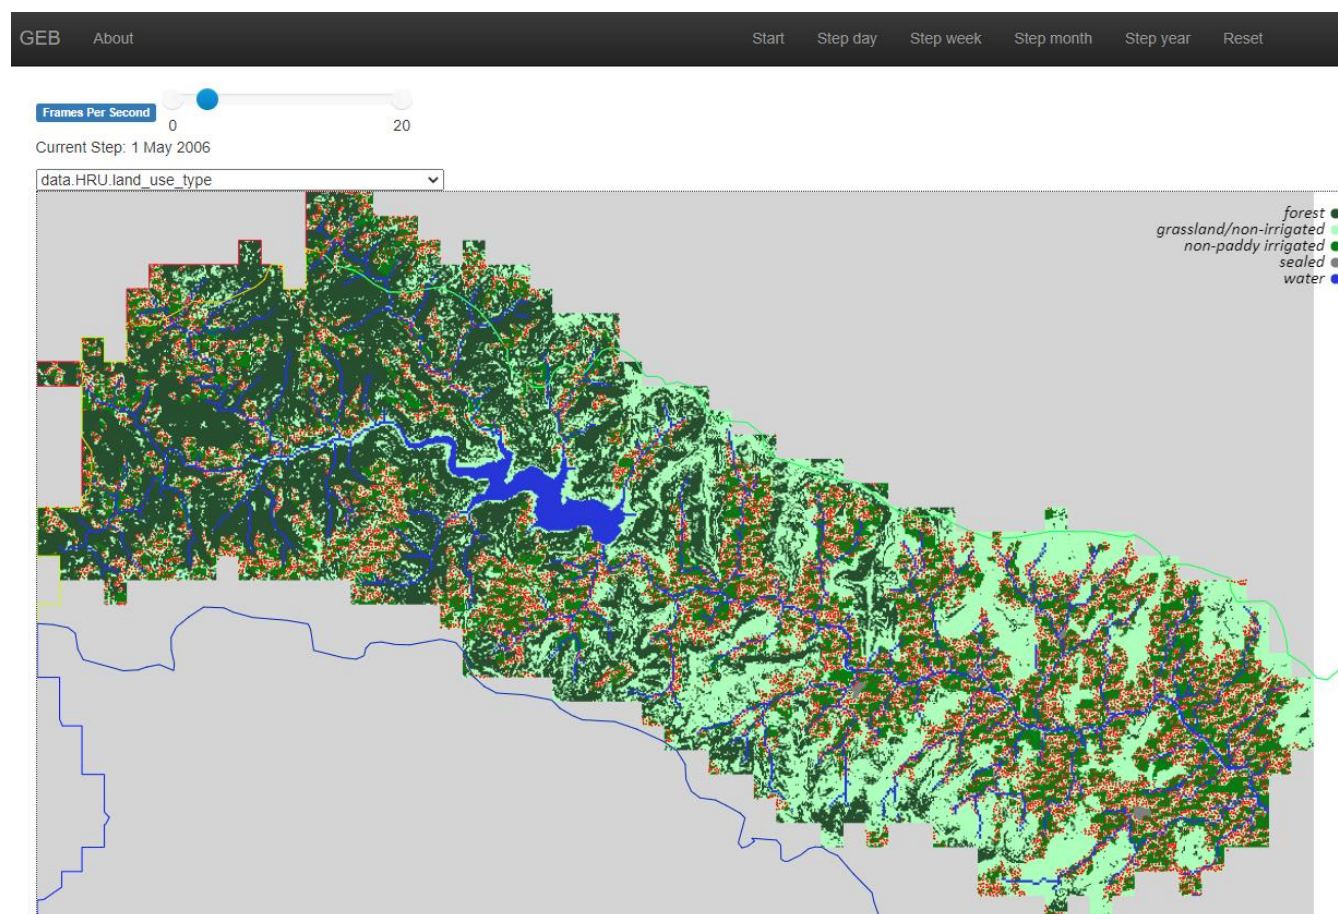 GEB About Start Step day Step week Step month Step year Reset
Frames Per Second
0 20
Current Step: 1 May 2006
data.HRU.land_use_type
forest
grassland/non-irrigated
non-paddy irrigated
sealed
water